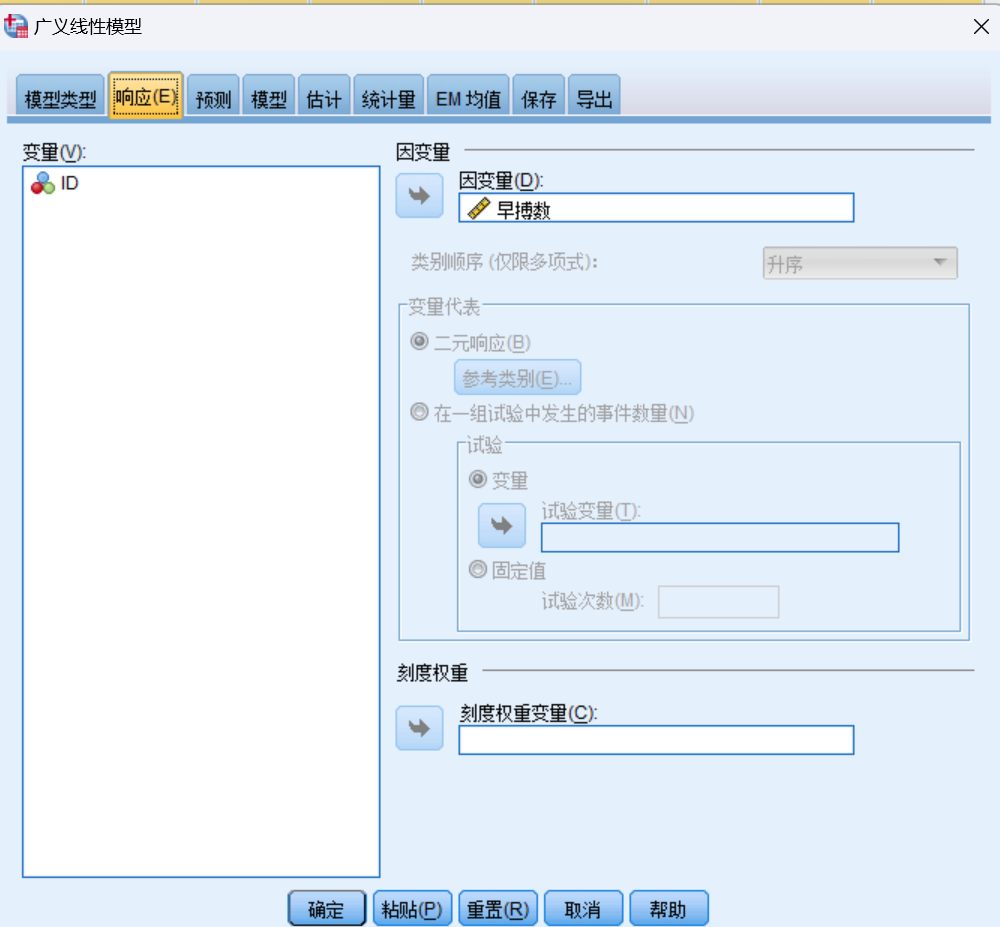 广义线性模型
模型类型 响应(E) 预测 模型 估计 统计量 EM 均值 保存 导出
变量(V):
ID
因变量
因变量(D):
早搏数
类别顺序 (仅限多项式): 升序
变量代表
二元响应(B)
参考类别(E)...
在一组试验中发生的事件数量(N)
试验
变量
试验变量(T):
固定值
试验次数(M):
刻度权重
刻度权重变量(C):
确定 粘贴(P) 重置(R) 取消 帮助